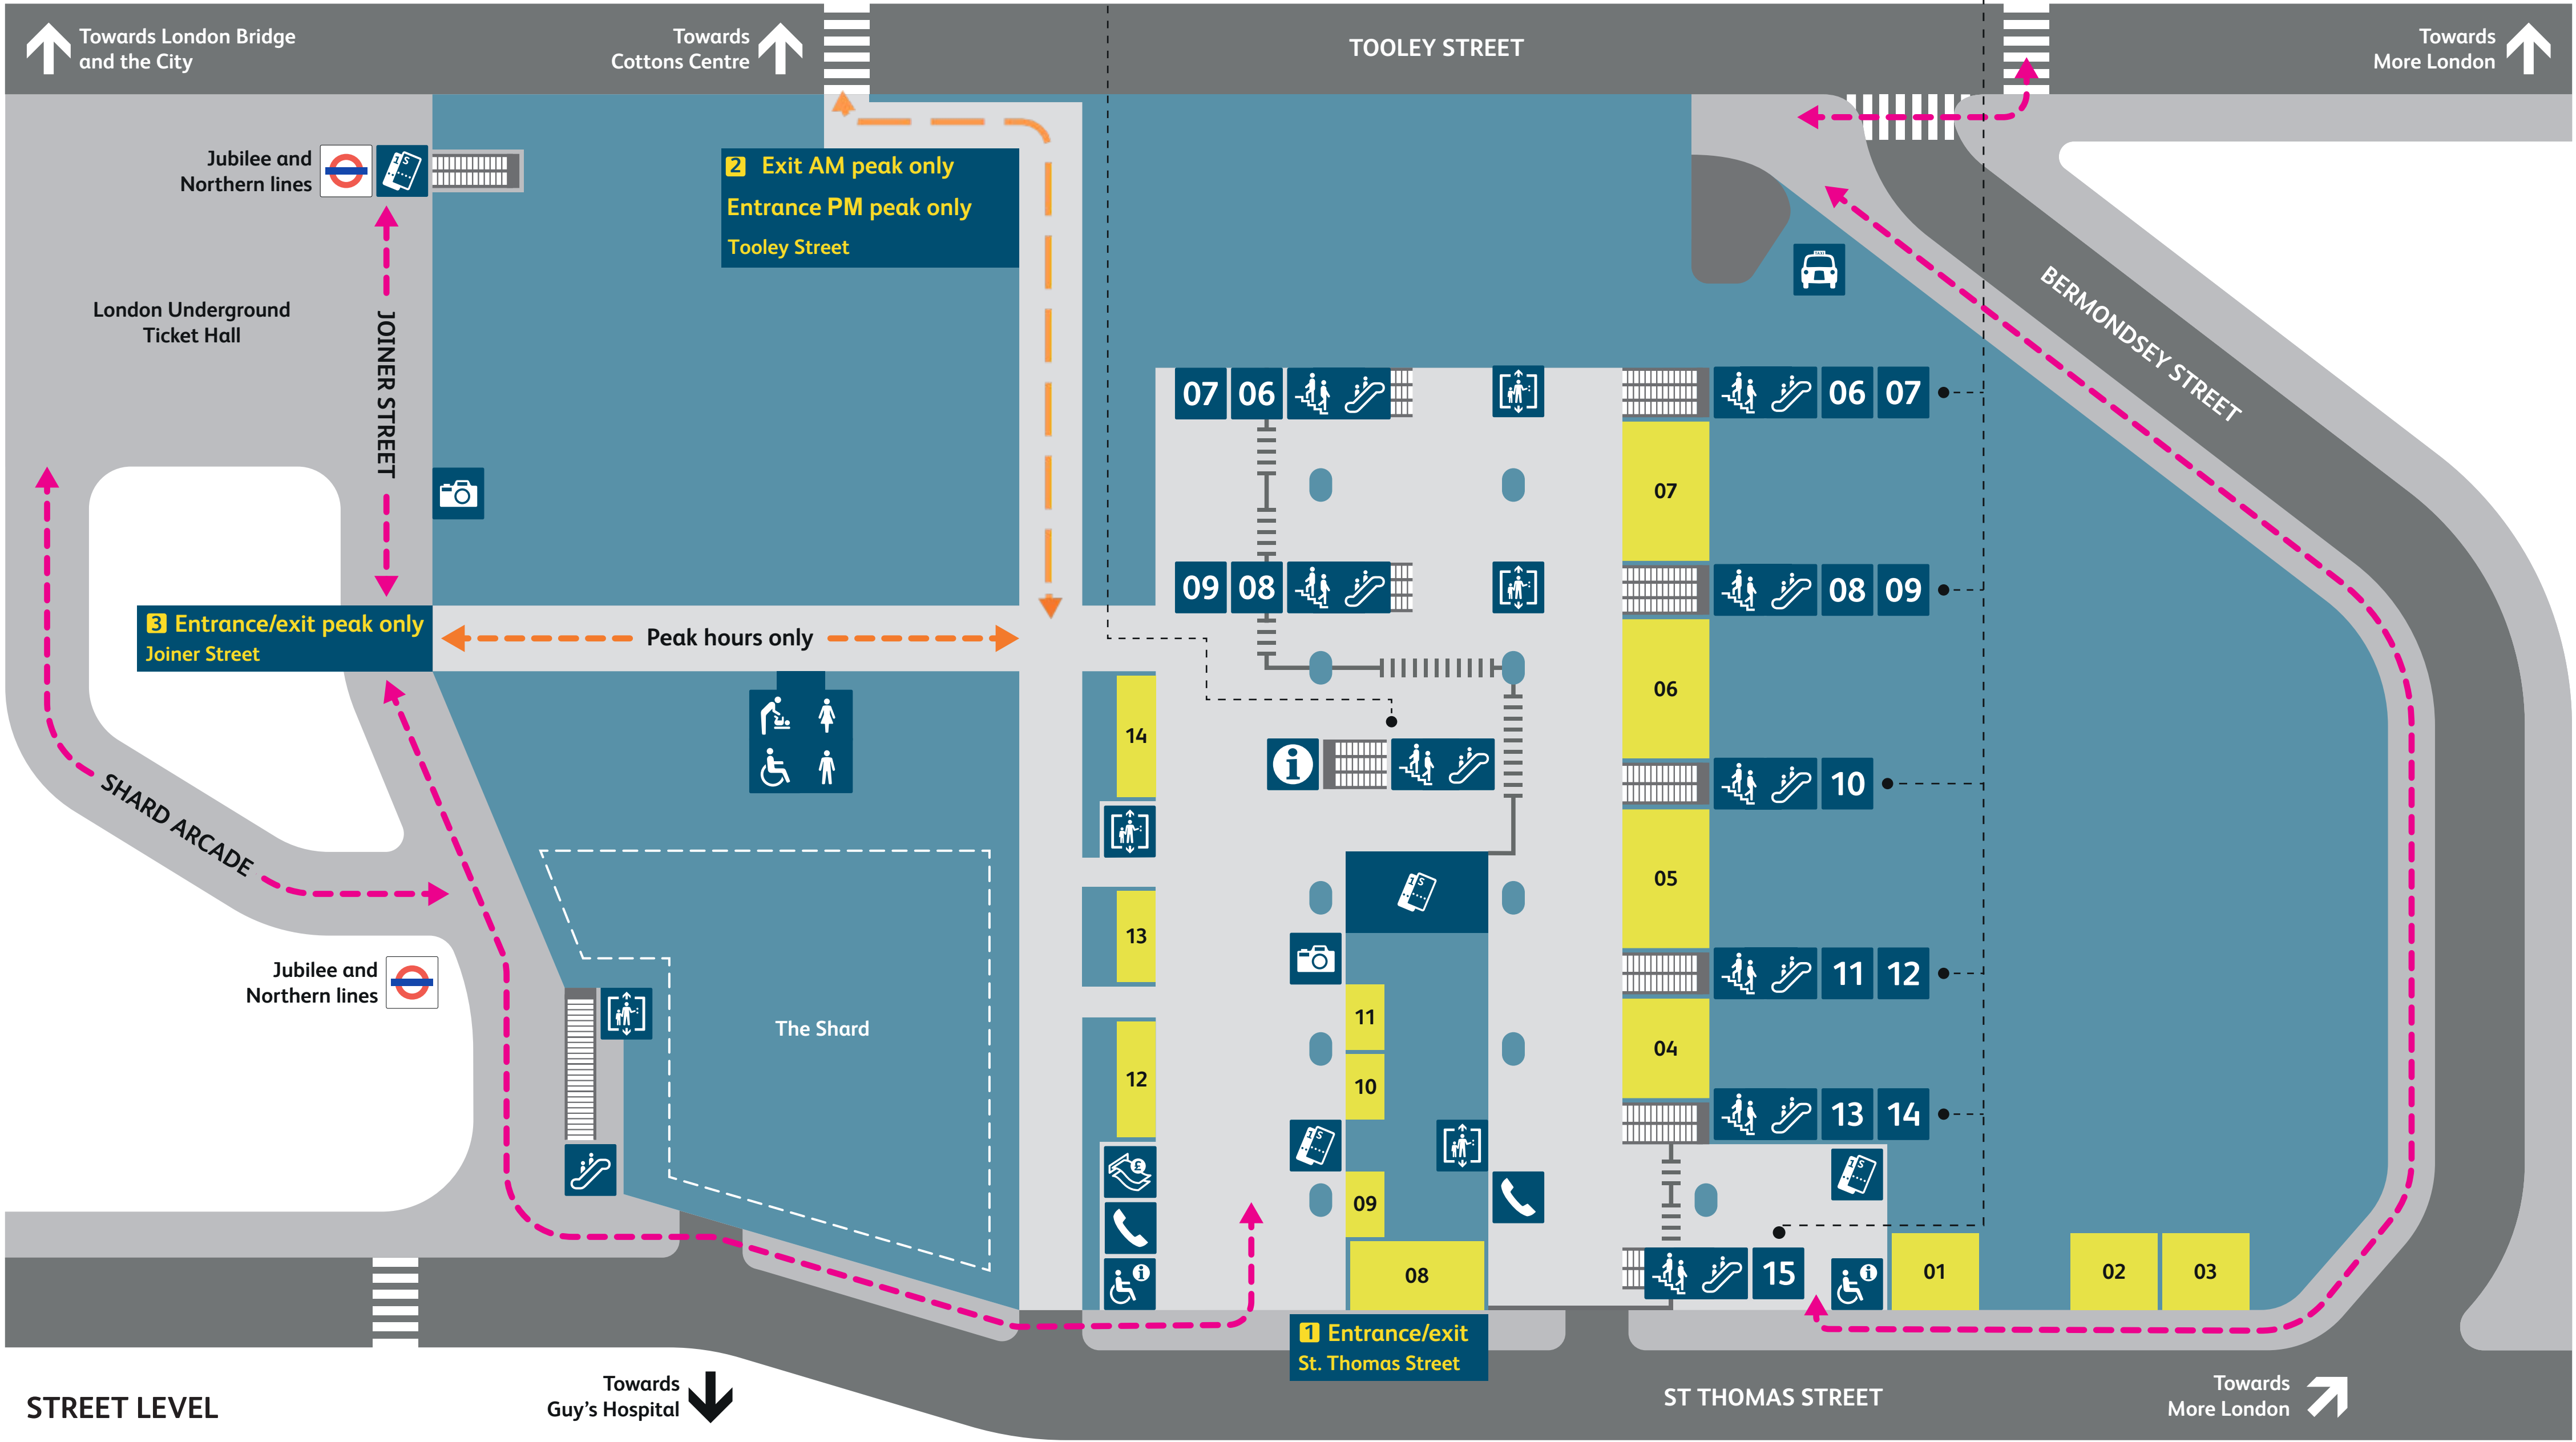 Towards London Bridge
and the City
Towards
Cottons Centre
TOOLEY STREET
Towards
More London
Jubilee and
Northern lines
2 Exit AM peak only
Entrance PM peak only
Tooley Street
London Underground
Ticket Hall
JOINER STREET
BERMONDSEY STREET
07 06
06 07
07
09 08
08 09
3 Entrance/exit peak only
Joiner Street
Peak hours only
06
14
i
10
SHARD ARCADE
05
13
11 12
Jubilee and
Northern lines
The Shard
11
04
12
10
13 14
09
08
15
01
02
03
1 Entrance/exit
St. Thomas Street
STREET LEVEL
Towards
Guy's Hospital
ST THOMAS STREET
Towards
More London